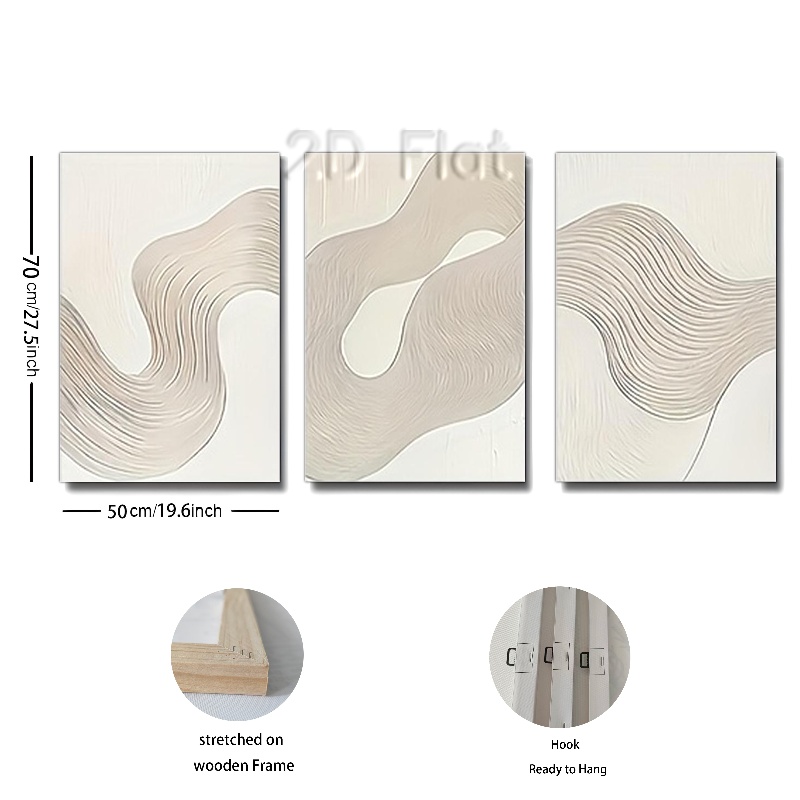 2D Flat
70 cm/27.5inch
50cm/19.6inch
stretched on
wooden Frame
Hook
Ready to Hang